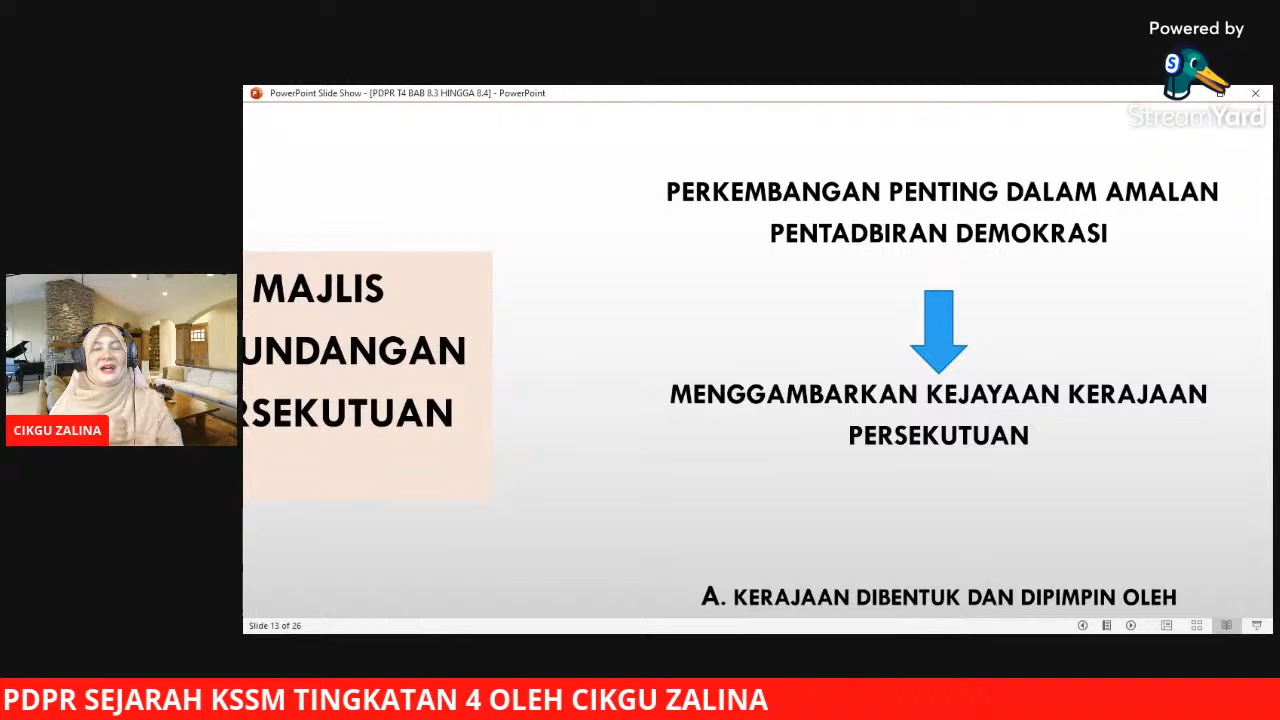 Powered by
StreamYard
PowerPoint Slide Show - [PDPR T4 BAB 8.3 HINGGA 8.4] - PowerPoint
PERKEMBANGAN PENTING DALAM AMALAN
PENTADBIRAN DEMOKRASI
MAJLIS
UNDANGAN
RSEKUTUAN
MENGGAMBARKAN KEJAYAAN KERAJAAN
PERSEKUTUAN
A. KERAJAAN DIBENTUK DAN DIPIMPIN OLEH
Slide 13 of 26
CIKGU ZALINA
PDPR SEJARAH KSSM TINGKATAN 4 OLEH CIKGU ZALINA